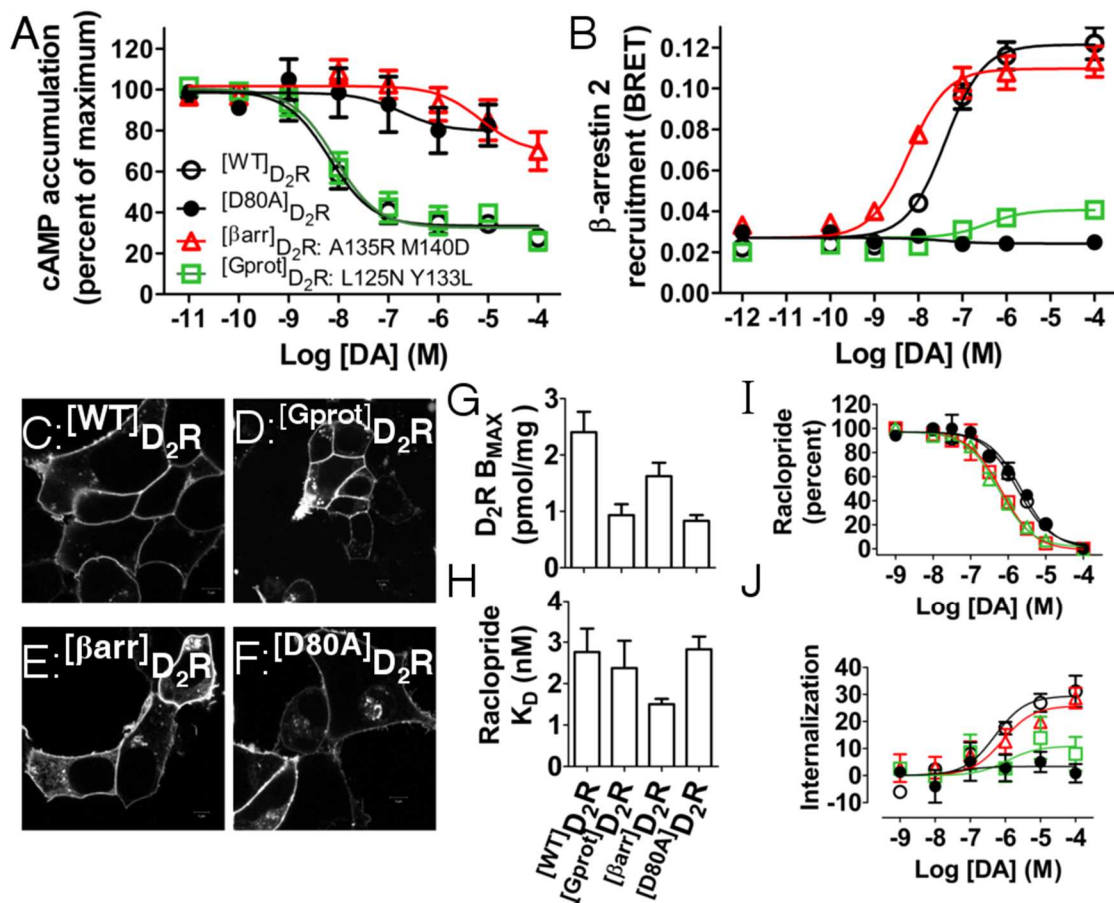 A
cAMP accumulation
(percent of maximum)
120
100
80
60
40
20
0
[WT]D2R
[D80A]D2R
[βarr]D2R: A135R M140D
[Gprot]D2R: L125N Y133L
-11 -10 -9 -8 -7 -6 -5 -4
Log [DA] (M)
B
β-arrestin 2
recruitment (BRET)
0.12
0.10
0.08
0.06
0.04
0.02
0.00
-12 -10 -9 -8 -7 -6 -5 -4
Log [DA] (M)
C: [WT]D2R
D: [Gprot]D2R
E: [βarr]D2R
F: [D80A]D2R
G
D2R BMAX
(pmol/mg)
3
2
1
0
H
Raclopride
KD (nM)
4
3
2
1
0
[WT]D2R
[Gprot]D2R
[βarr]D2R
[D80A]D2R
I
Raclopride
(percent)
120
100
80
60
40
20
0
-9 -8 -7 -6 -5 -4
Log [DA] (M)
J
Internalization
40
30
20
10
0
-10
-9 -8 -7 -6 -5 -4
Log [DA] (M)